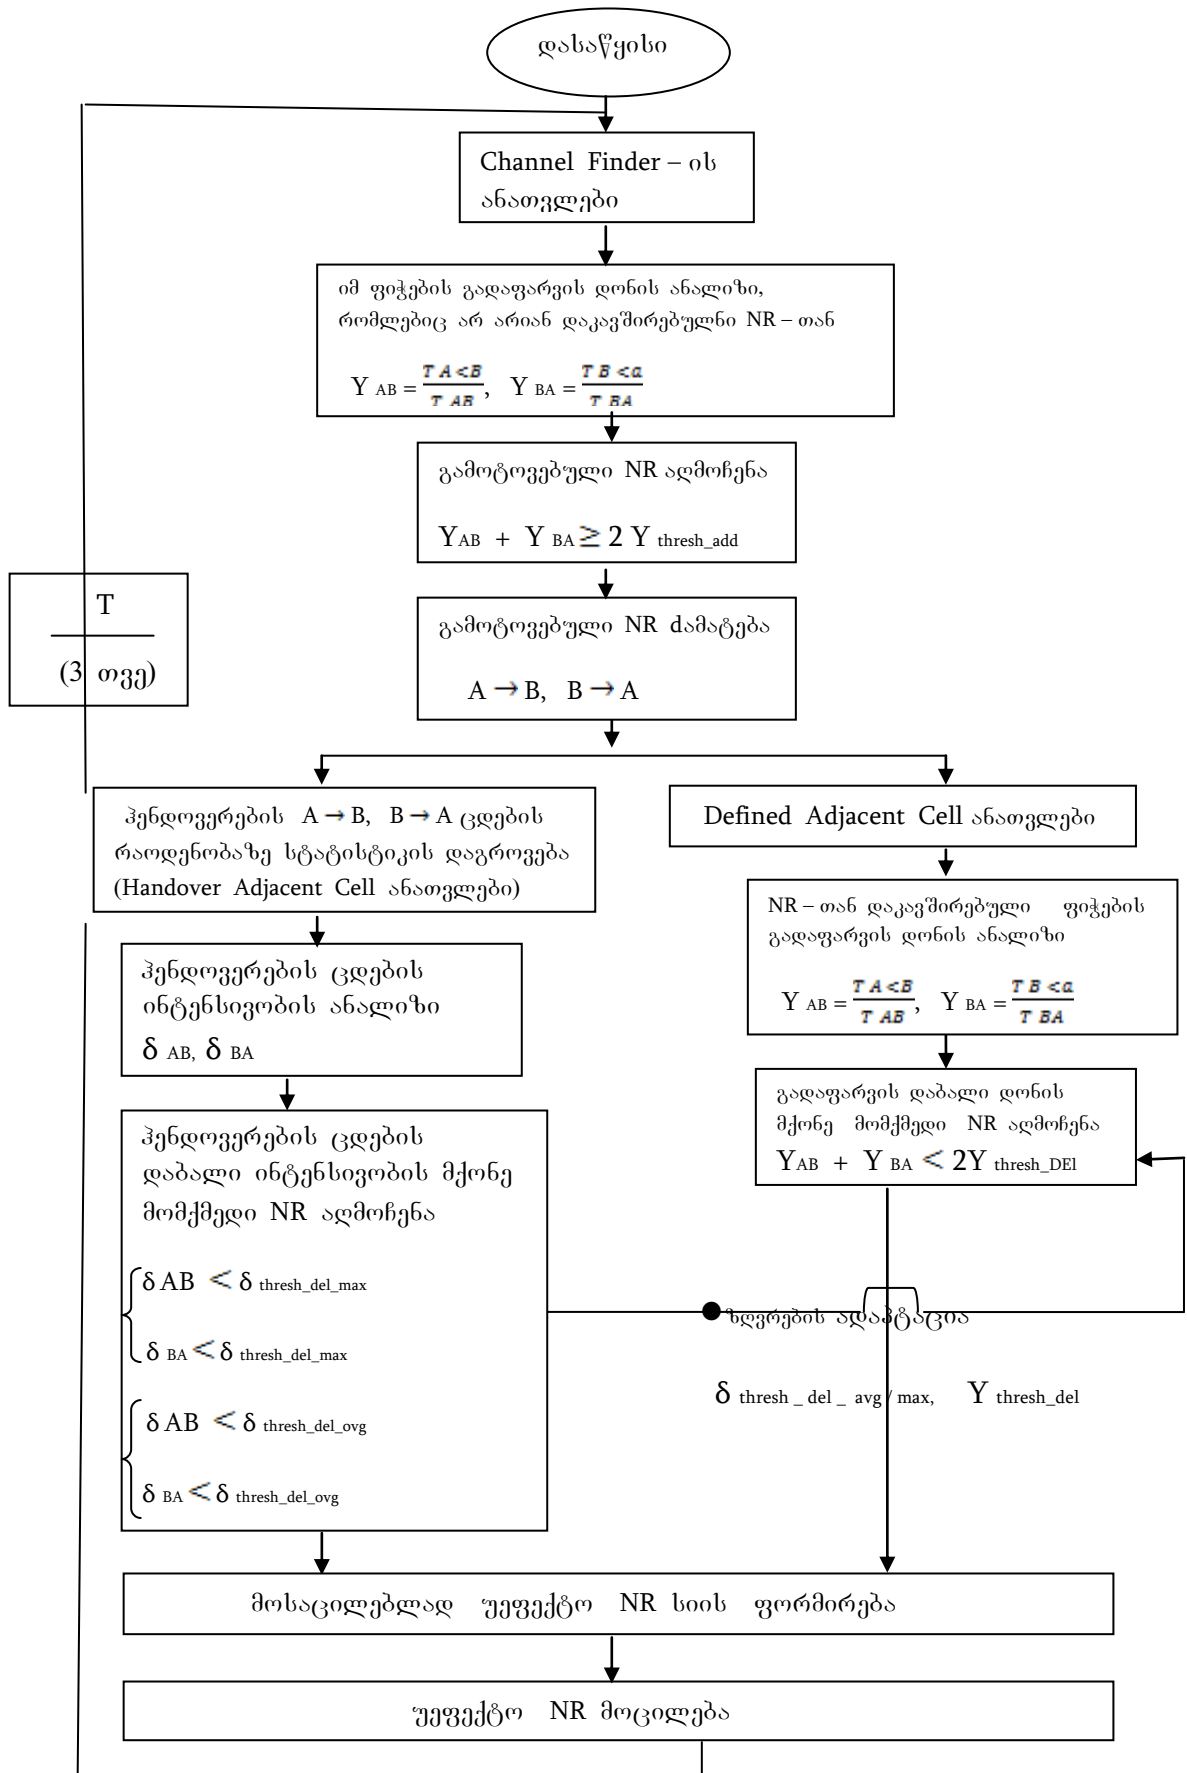 დასაწყისი
Channel Finder – ის
ანათვლები
იმ ფიჭების გადაფარვის დონის ანალიზი,
რომლებიც არ არიან დაკავშირებულნი NR – თან
Y AB = T A<B / T AB, Y BA = T B<a / T BA
გამოტოვებული NR აღმოჩენა
YAB + Y BA ≥ 2 Y thresh_add
T
(3 თვე)
გამოტოვებული NR dამატება
A → B, B → A
ჰენდოვერების A → B, B → A ცდების
რაოდენობაზე სტატისტიკის დაგროვება
(Handover Adjacent Cell ანათვლები)
Defined Adjacent Cell ანათვლები
ჰენდოვერების ცდების
ინტენსივობის ანალიზი
δ AB, δ BA
NR – თან დაკავშირებული ფიჭების
გადაფარვის დონის ანალიზი
Y AB = T A<B / T AB, Y BA = T B<a / T BA
ჰენდოვერების ცდების
დაბალი ინტენსივობის მქონე
მომქმედი NR აღმოჩენა
δ AB < δ thresh_del_max
δ BA < δ thresh_del_max
δ AB < δ thresh_del_ovg
δ BA < δ thresh_del_ovg
გადაფარვის დაბალი დონის
მქონე მომქმედი NR აღმოჩენა
YAB + Y BA < 2Y thresh_DEl
ზღვრების ადაპტაცია
δ thresh _ del _ avg / max, Y thresh_del
მოსაცილებლად უეფექტო NR სიის ფორმირება
უეფექტო NR მოცილება